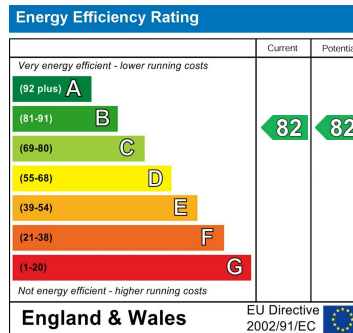 Energy Efficiency Rating
Current Potentia
Very energy efficient - lower running costs
(92 plus) A
(81-91) B
82 82
(69-80) C
(55-68) D
(39-54) E
(21-38) F
(1-20) G
Not energy efficient - higher running costs
England & Wales
EU Directive
2002/91/EC